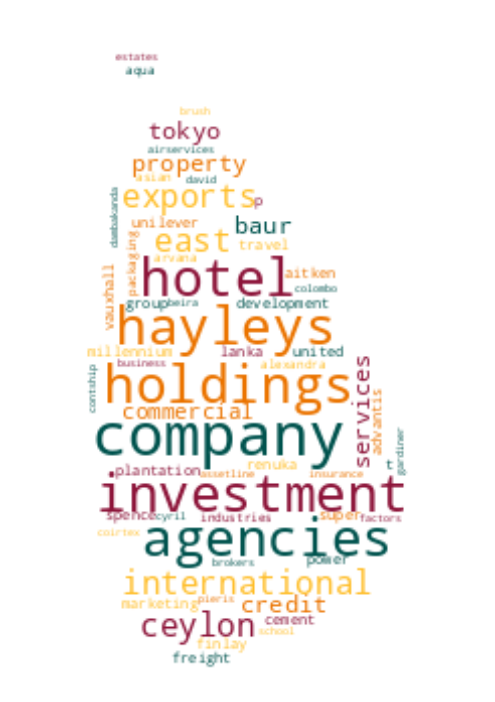 estates
aqua
brush
tokyo
airservices
property
asian david
exports p
dambakanda
unilever baur
east travel
arvana
packaging
hotel aitken
vauxhall
colombo
group beira development
hayleys
millennium lanka united
business alexandra
contship
holdings
services
advantis
commercial
company
gardiner
renuka r
plantation assetline insurance
investment
spence cyril industries super factors
coirtex agencies
brokers power
international
marketing pieris credit
ceylon cement
school
finlay
freight